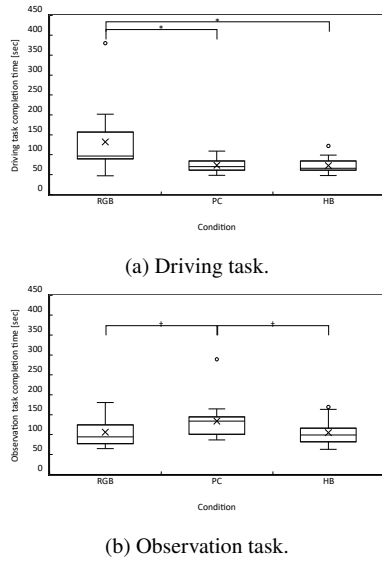 450
400
350
300
250
200
150
100
50
0
Driving task completion time [sec]
*
*
RGB
PC
HB
Condition
(a) Driving task.
450
400
350
300
250
200
150
100
50
0
Observation task completion time [sec]
†
†
RGB
PC
HB
Condition
(b) Observation task.